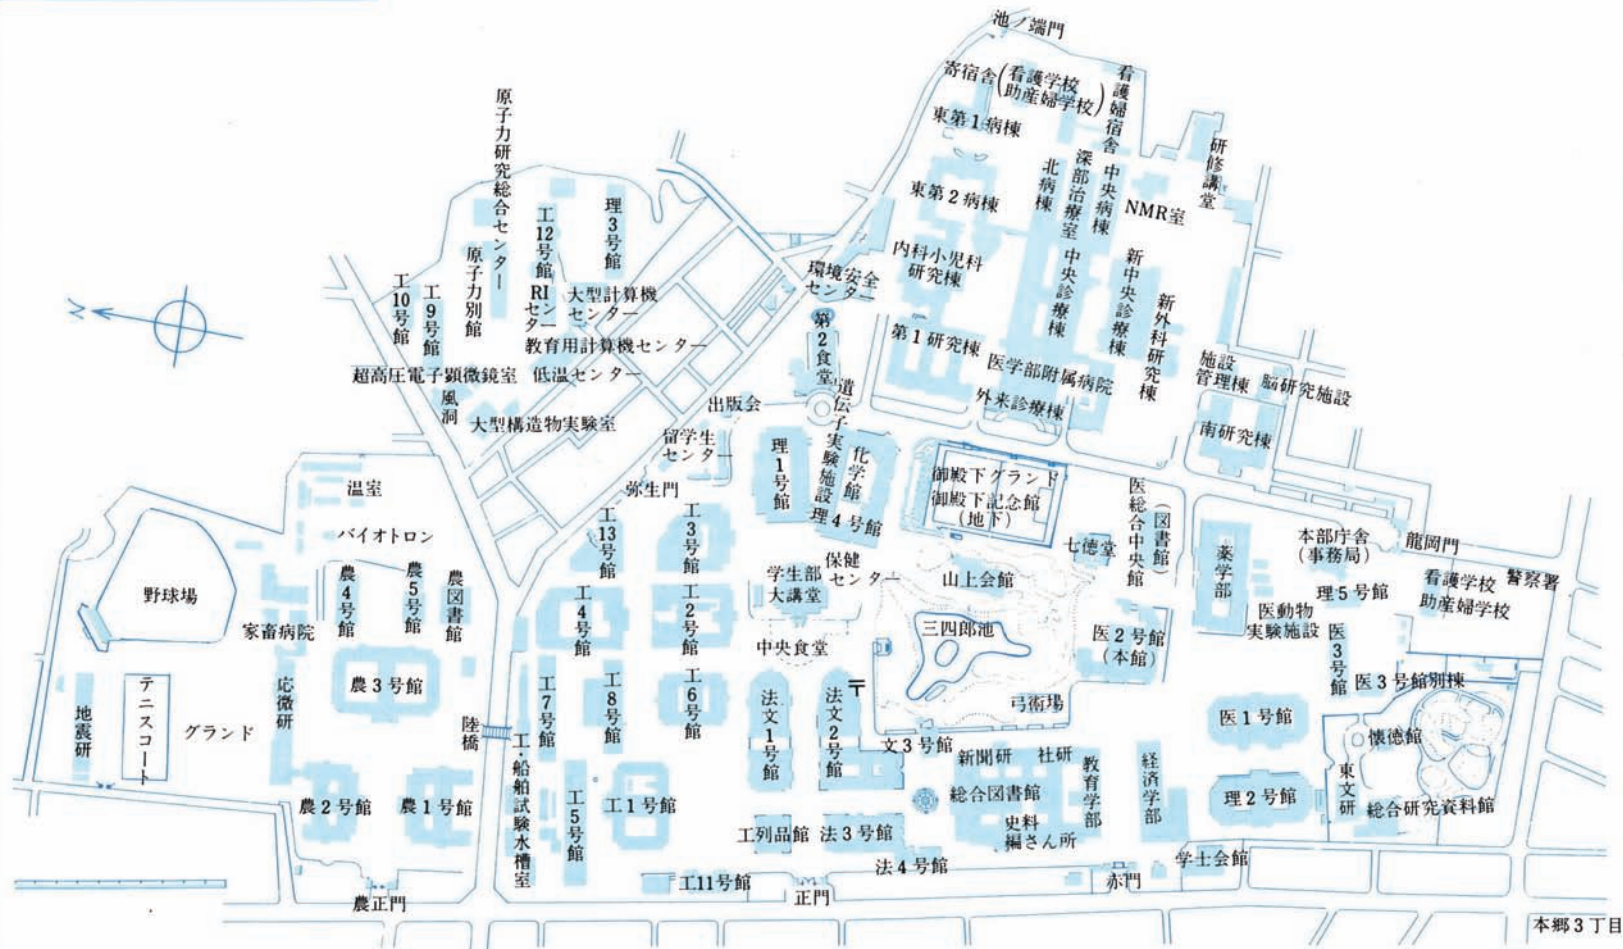 池ノ端門
寄宿舎(看護学校
助産婦学校)
看護婦宿舎
東第1病棟
研修講堂
原子力研究総合センター
北病棟
深部治療室
中央病棟
東第2病棟
NMR室
工12号館
理3号館
内科小児科
研究棟
中央診療棟
新中央診療棟
原子力別館
環境安全
センター
新外科研究棟
工10号館
工9号館
RI
センター
大型計算機
センター
第2食堂
第1研究棟
教育用計算機センター
医学部附属病院
施設
管理棟
脳研究施設
超高圧電子顕微鏡室
低温センター
風洞
遺伝子実験施設
外来診療棟
出版会
大型構造物実験室
南研究棟
留学生
センター
理1号館
化学館
御殿下グランド
御殿下記念館
(地下)
温室
弥生門
理4号館
医総合中央館
(図書館)
バイオトロン
工13号館
工3号館
七徳堂
本部庁舎
(事務局)
龍岡門
保健
センター
薬学部
学生部
大講堂
山上会館
看護学校
助産婦学校
警察署
野球場
農4号館
農5号館
農図書館
工4号館
工2号館
理5号館
医動物
実験施設
家畜病院
三四郎池
医2号館
(本館)
中央食堂
医3号館
医3号館別棟
テニスコート
応微研
農3号館
工7号館
工8号館
工6号館
法文1号館
法文2号館
〒
弓術場
地震研
グランド
陸橋
医1号館
懐徳館
文3号館
新聞研
社研
工・船舶試験水槽室
教育学部
経済学部
東文研
農2号館
農1号館
工5号館
工1号館
総合図書館
理2号館
総合研究資料館
工列品館
法3号館
史料
編さん所
法4号館
学士会館
工11号館
赤門
農正門
正門
本郷3丁目